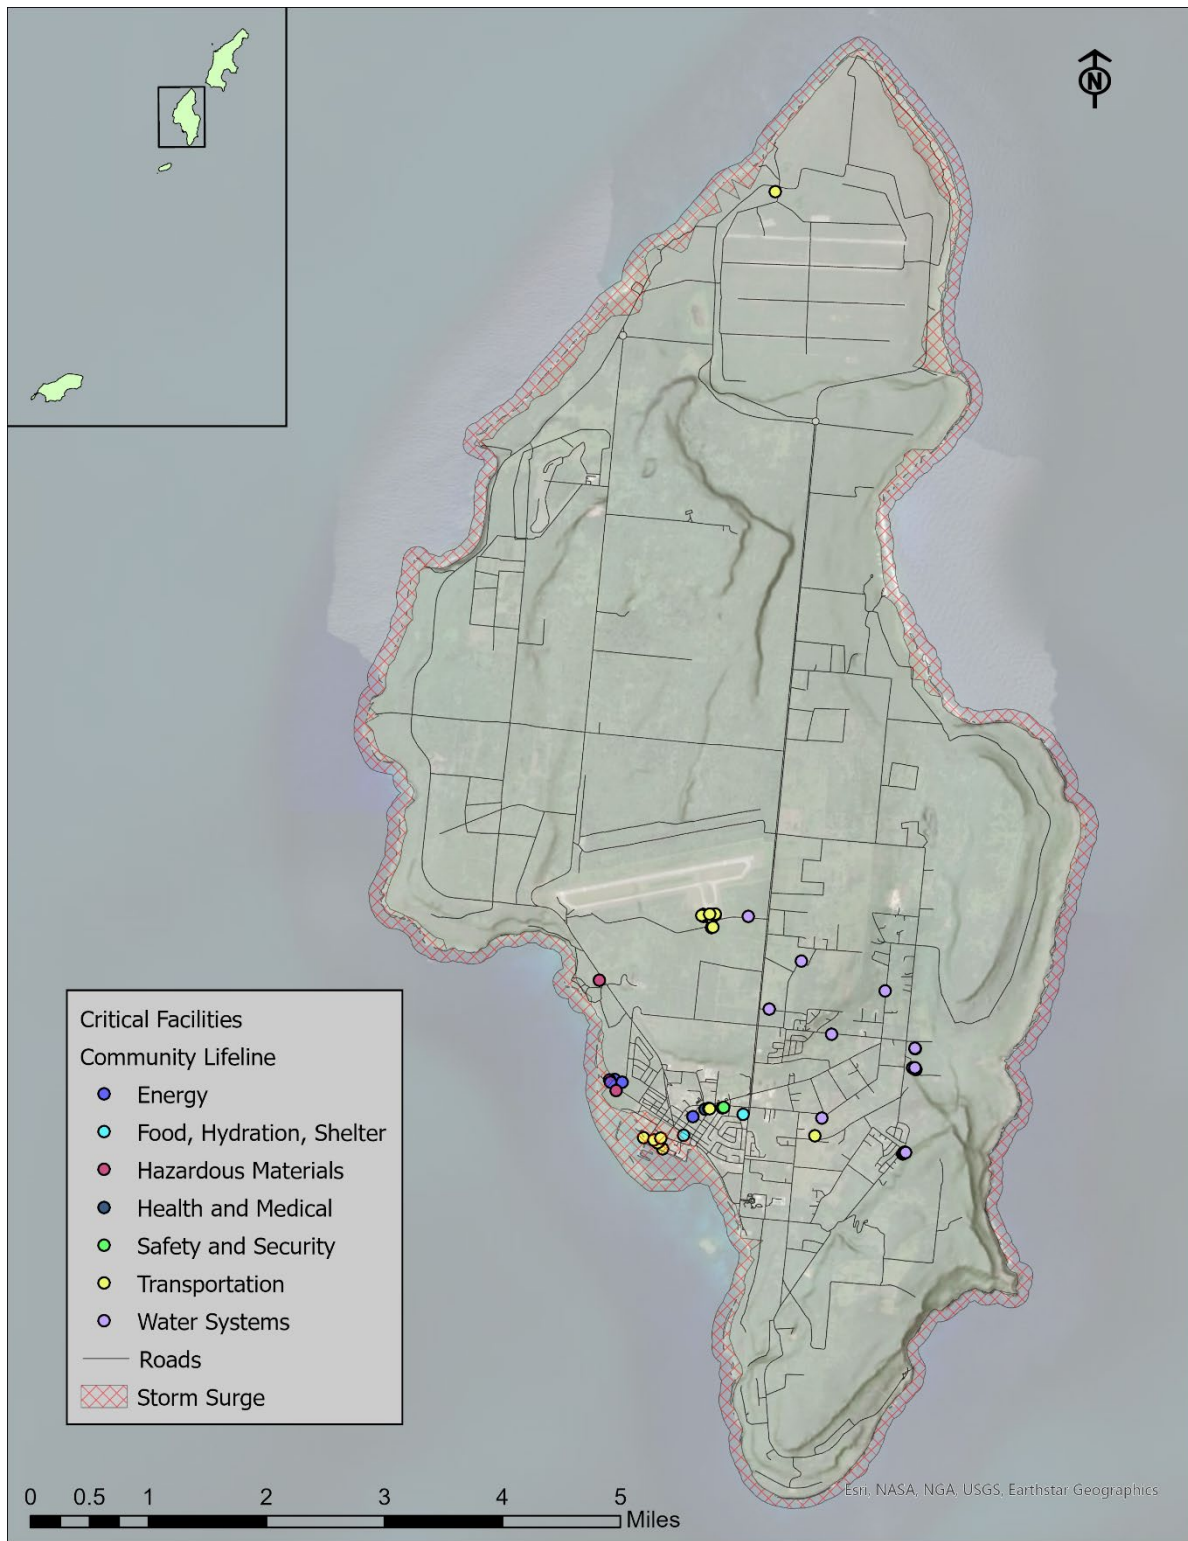 N
Critical Facilities
Community Lifeline
Energy
Food, Hydration, Shelter
Hazardous Materials
Health and Medical
Safety and Security
Transportation
Water Systems
Roads
Storm Surge
Esri, NASA, NGA, USGS, Earthstar Geographics
0 0.5 1 2 3 4 5
Miles